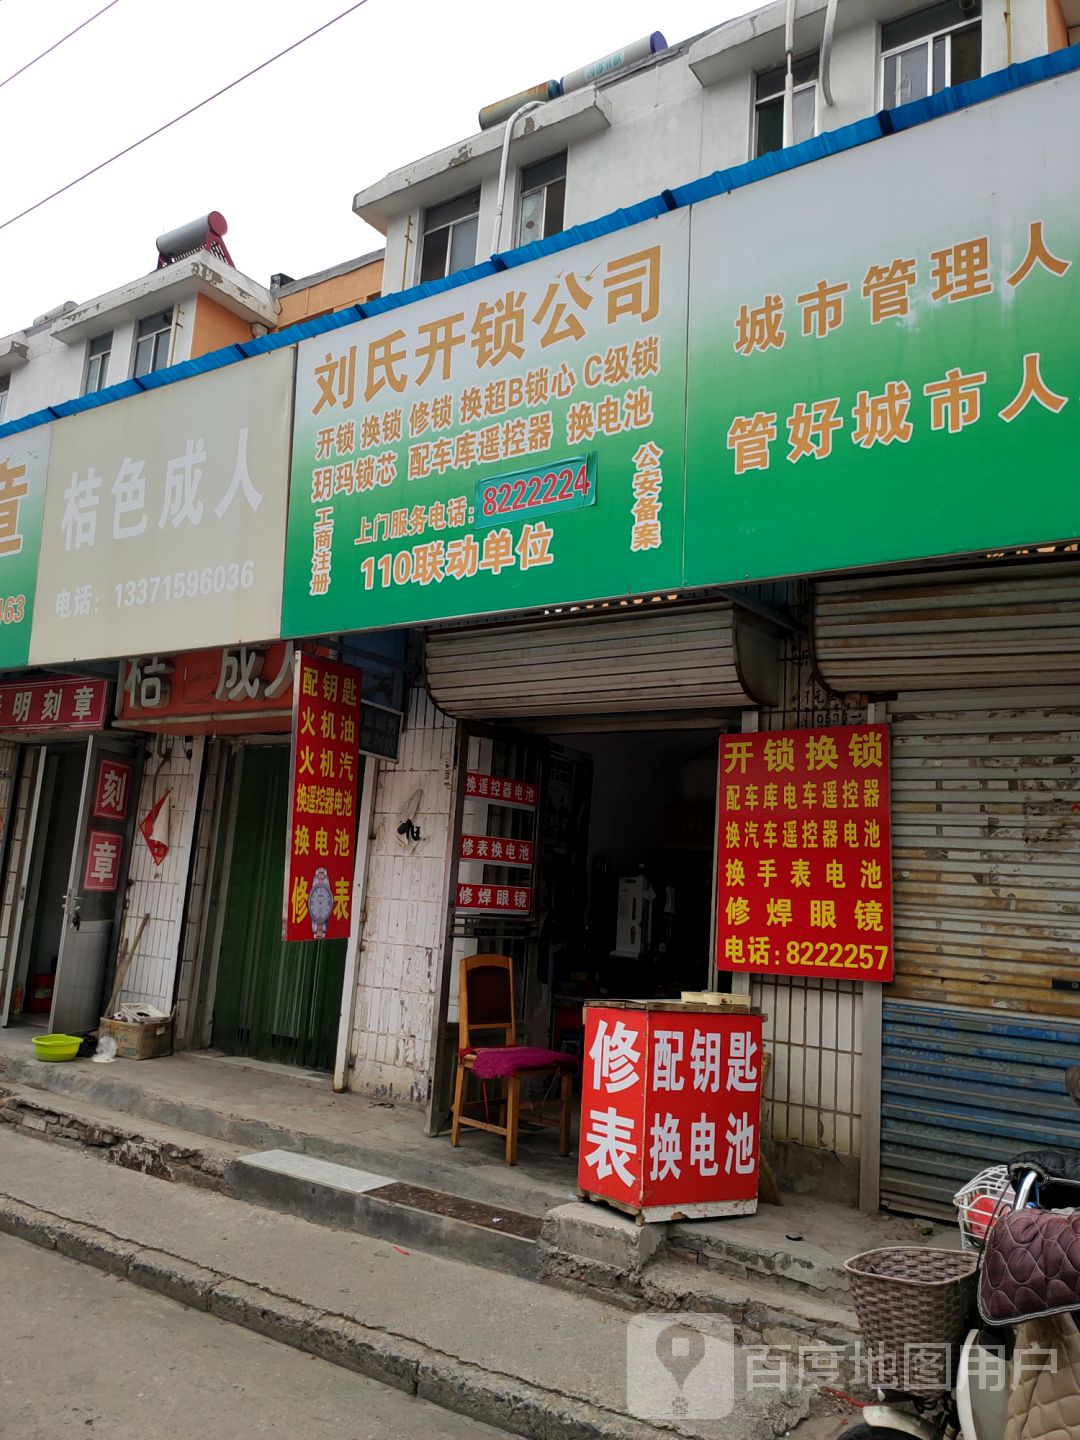 章
463
桔色成人
电话：13371596036
刘氏开锁公司
开锁 换锁 修锁 换超B锁心 C级锁
玥玛锁芯 配车库遥控器 换电池
上门服务电话：8222224
110联动单位
工商注册
公安备案
城市管理人
管好城市人
明刻章
桔 成人
刻
章
配钥匙
火机油
火机汽
换遥控器电池
换电池
修表
换遥控器电池
修表换电池
修焊眼镜
开锁换锁
配车库电车遥控器
换汽车遥控器电池
换手表电池
修焊眼镜
电话：8222257
修表
配钥匙
换电池
百度地图用户